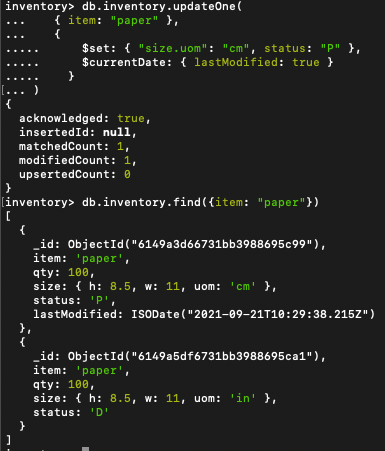 inventory> db.inventory.updateOne(
...    { item: "paper" },
...    {
.....      $set: { "size.uom": "cm", status: "P" },
.....      $currentDate: { lastModified: true }
.....    }
[... )
{
  acknowledged: true,
  insertedId: null,
  matchedCount: 1,
  modifiedCount: 1,
  upsertedCount: 0
}
[inventory> db.inventory.find({item: "paper"})
[
  {
    _id: ObjectId("6149a3d66731bb3988695c99"),
    item: 'paper',
    qty: 100,
    size: { h: 8.5, w: 11, uom: 'cm' },
    status: 'P',
    lastModified: ISODate("2021-09-21T10:29:38.215Z")
  },
  {
    _id: ObjectId("6149a5df6731bb3988695ca1"),
    item: 'paper',
    qty: 100,
    size: { h: 8.5, w: 11, uom: 'in' },
    status: 'D'
  }
]